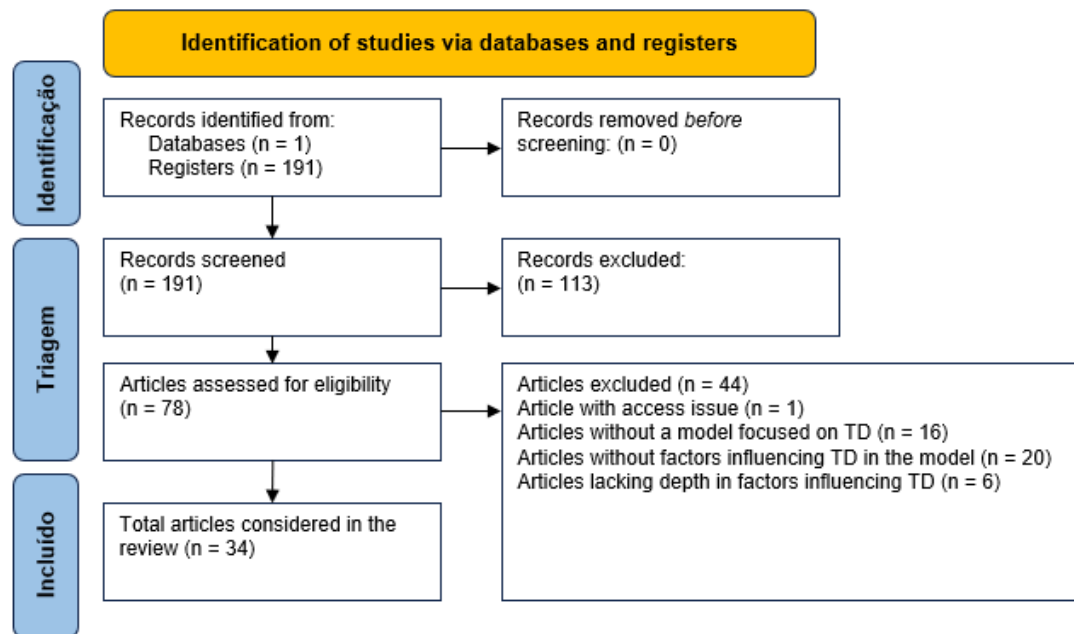 Identification of studies via databases and registers
Identificação
Records identified from:
Databases (n = 1)
Registers (n = 191)
Records removed before
screening: (n = 0)
Triagem
Records screened
(n = 191)
Records excluded:
(n = 113)
Articles assessed for eligibility
(n = 78)
Articles excluded (n = 44)
Article with access issue (n = 1)
Articles without a model focused on TD (n = 16)
Articles without factors influencing TD in the model (n = 20)
Articles lacking depth in factors influencing TD (n = 6)
Incluído
Total articles considered in the
review (n = 34)